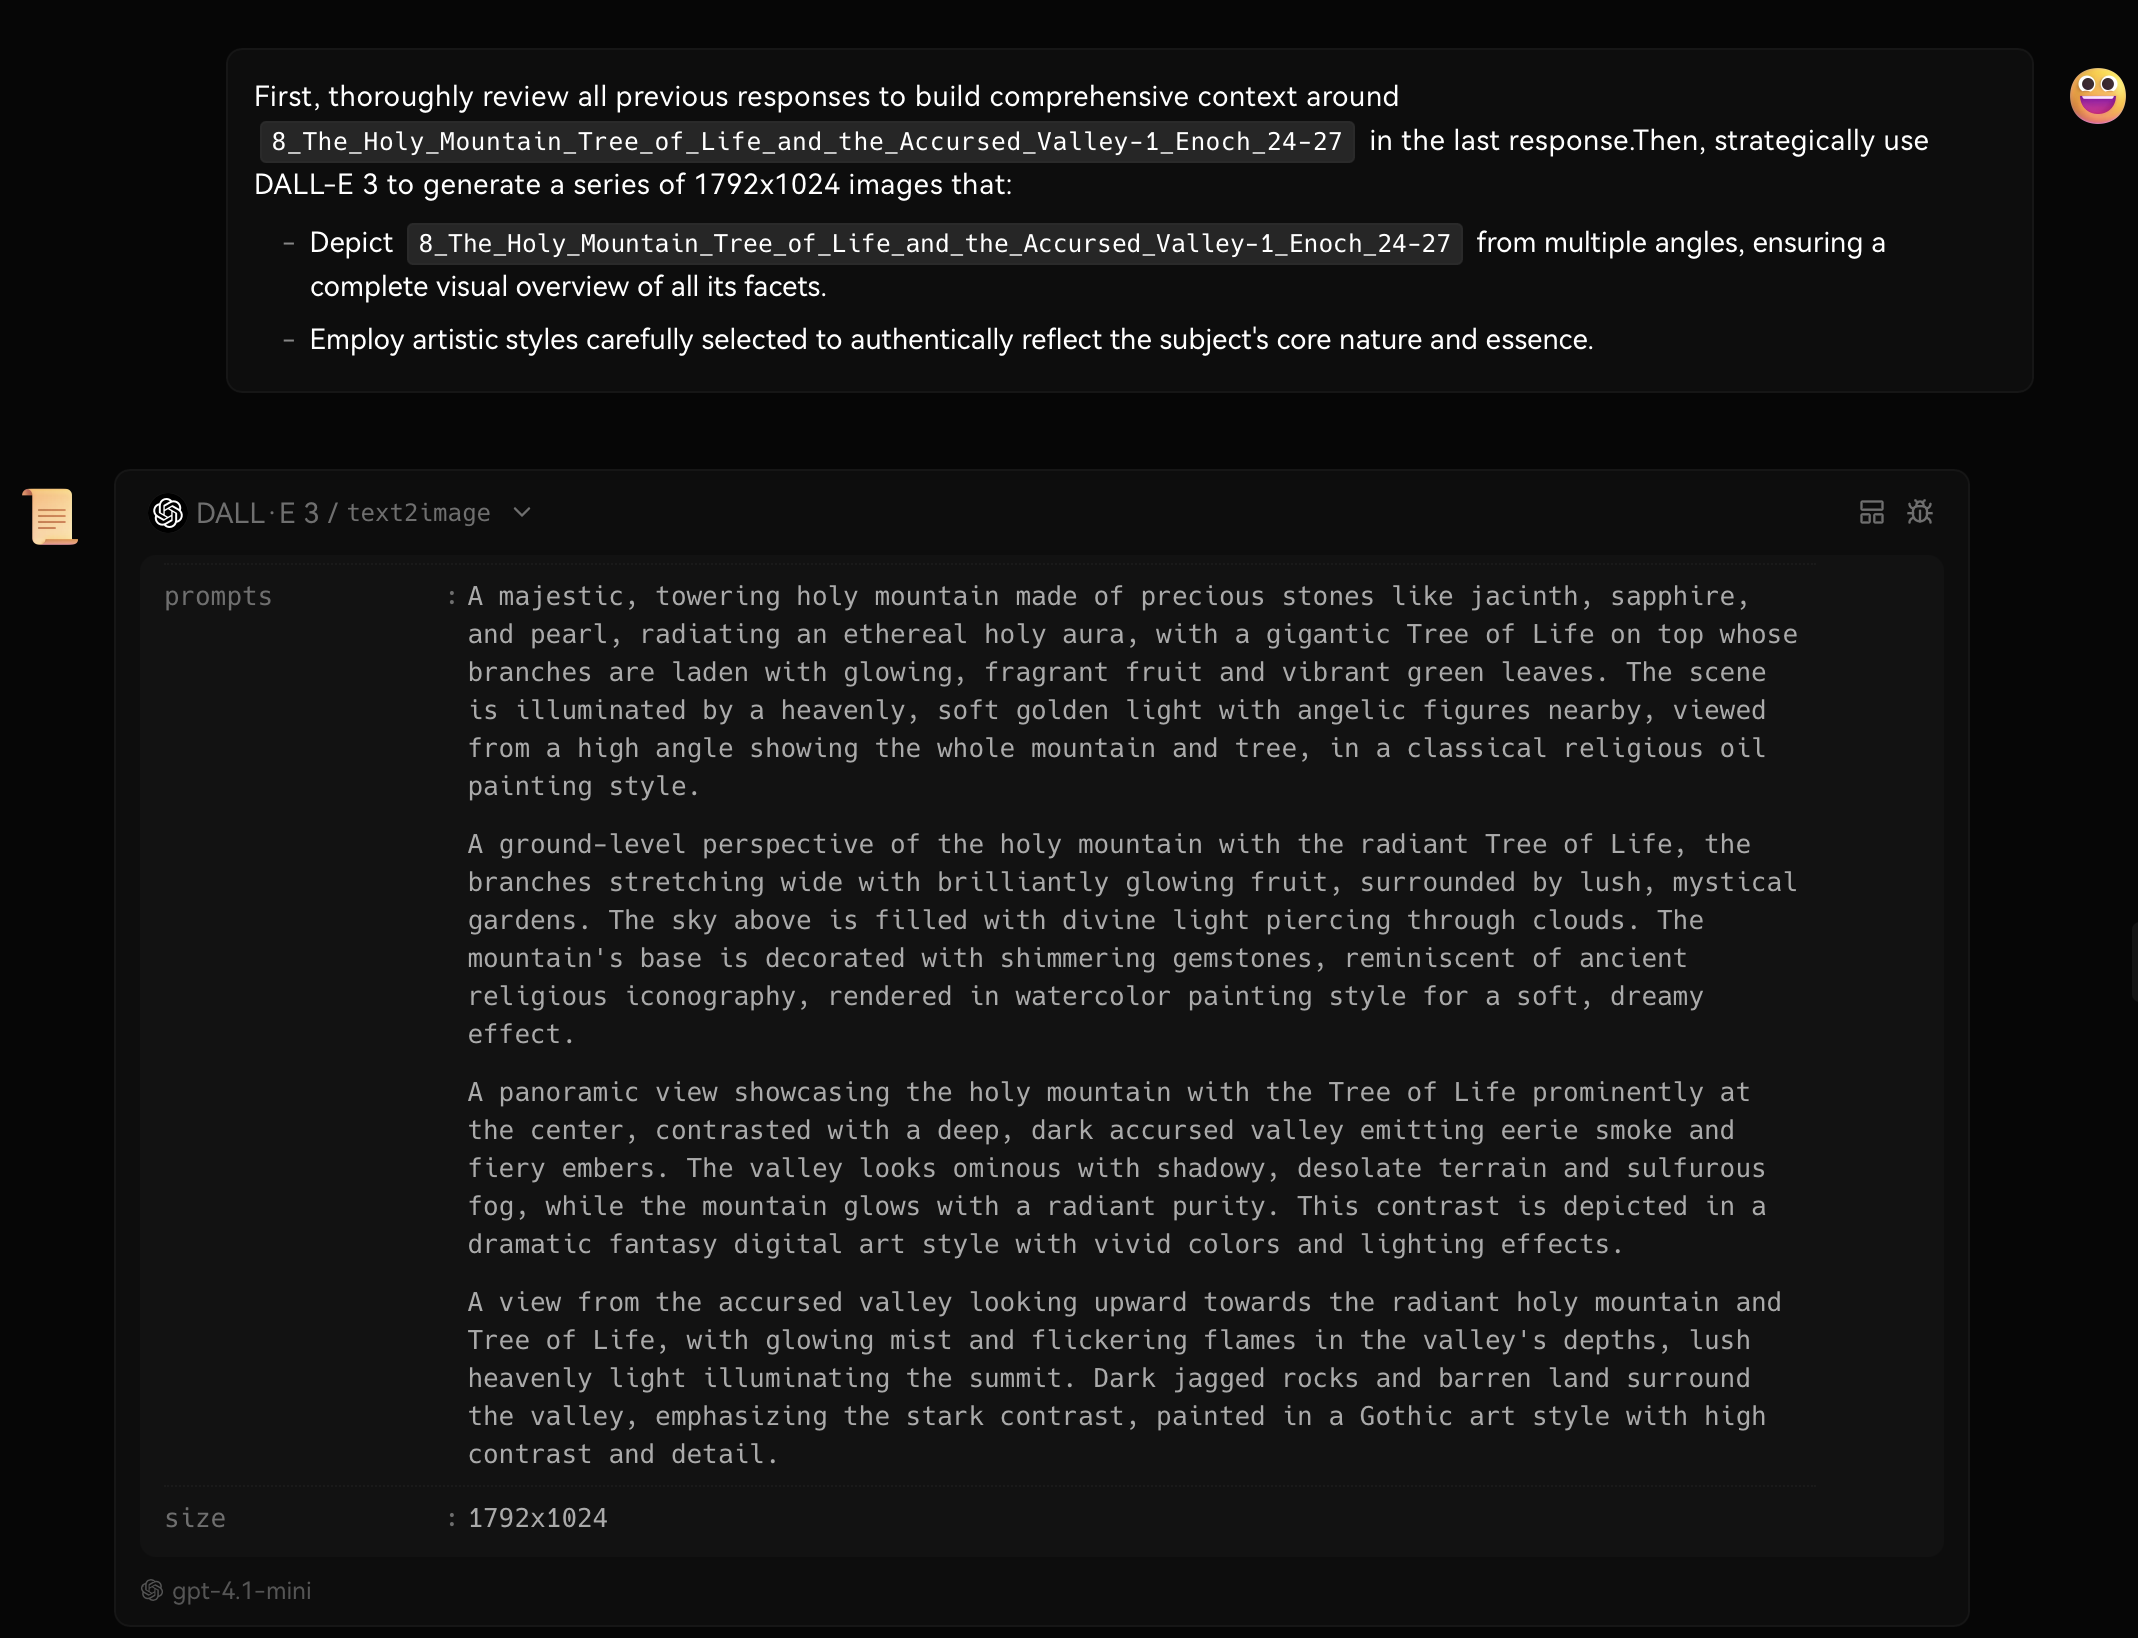 First, thoroughly review all previous responses to build comprehensive context around
8_The_Holy_Mountain_Tree_of_Life_and_the_Accursed_Valley-1_Enoch_24-27 in the last response.Then, strategically use
DALL-E 3 to generate a series of 1792x1024 images that:
- Depict 8_The_Holy_Mountain_Tree_of_Life_and_the_Accursed_Valley-1_Enoch_24-27 from multiple angles, ensuring a
complete visual overview of all its facets.
- Employ artistic styles carefully selected to authentically reflect the subject's core nature and essence.
DALL·E 3 / text2image
prompts : A majestic, towering holy mountain made of precious stones like jacinth, sapphire,
and pearl, radiating an ethereal holy aura, with a gigantic Tree of Life on top whose
branches are laden with glowing, fragrant fruit and vibrant green leaves. The scene
is illuminated by a heavenly, soft golden light with angelic figures nearby, viewed
from a high angle showing the whole mountain and tree, in a classical religious oil
painting style.
A ground-level perspective of the holy mountain with the radiant Tree of Life, the
branches stretching wide with brilliantly glowing fruit, surrounded by lush, mystical
gardens. The sky above is filled with divine light piercing through clouds. The
mountain's base is decorated with shimmering gemstones, reminiscent of ancient
religious iconography, rendered in watercolor painting style for a soft, dreamy
effect.
A panoramic view showcasing the holy mountain with the Tree of Life prominently at
the center, contrasted with a deep, dark accursed valley emitting eerie smoke and
fiery embers. The valley looks ominous with shadowy, desolate terrain and sulfurous
fog, while the mountain glows with a radiant purity. This contrast is depicted in a
dramatic fantasy digital art style with vivid colors and lighting effects.
A view from the accursed valley looking upward towards the radiant holy mountain and
Tree of Life, with glowing mist and flickering flames in the valley's depths, lush
heavenly light illuminating the summit. Dark jagged rocks and barren land surround
the valley, emphasizing the stark contrast, painted in a Gothic art style with high
contrast and detail.
size : 1792x1024
gpt-4.1-mini